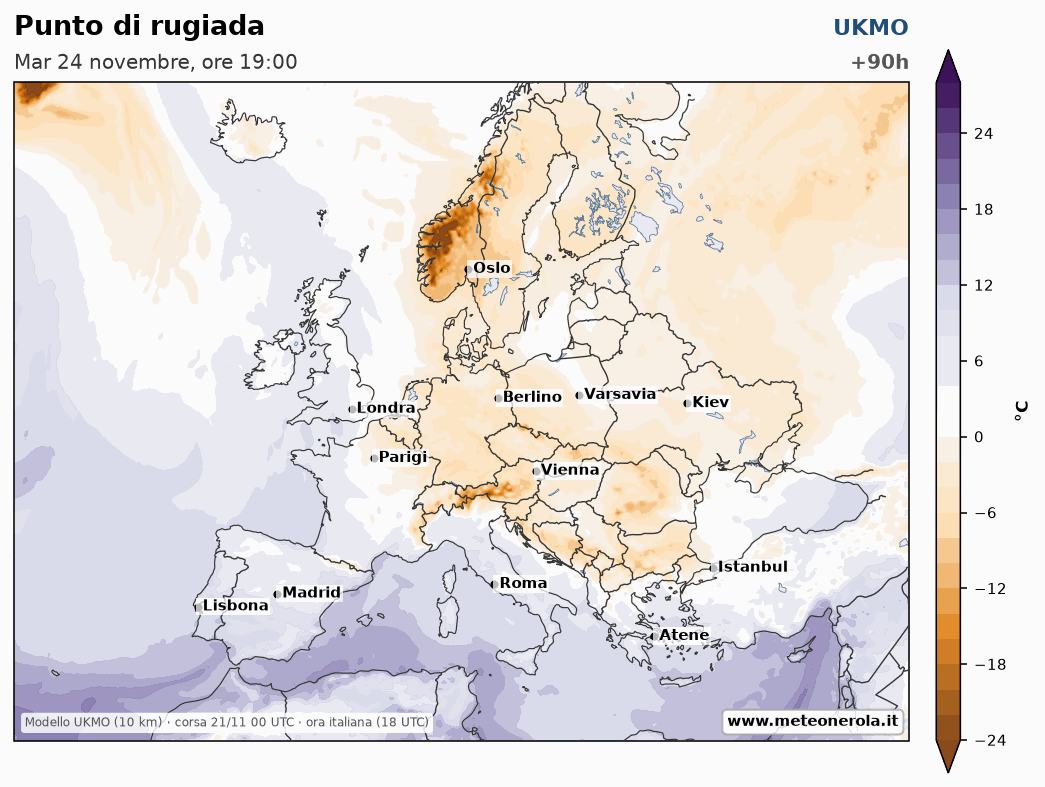 Punto di rugiada
UKMO
Mar 24 novembre, ore 19:00
+90h
Oslo
Londra
Berlino
Varsavia
Kiev
Parigi
Vienna
Istanbul
Roma
Madrid
Lisbona
Atene
Modello UKMO (10 km) · corsa 21/11 00 UTC · ora italiana (18 UTC)
www.meteonerola.it
24
18
12
6
0
−6
−12
−18
−24
°C